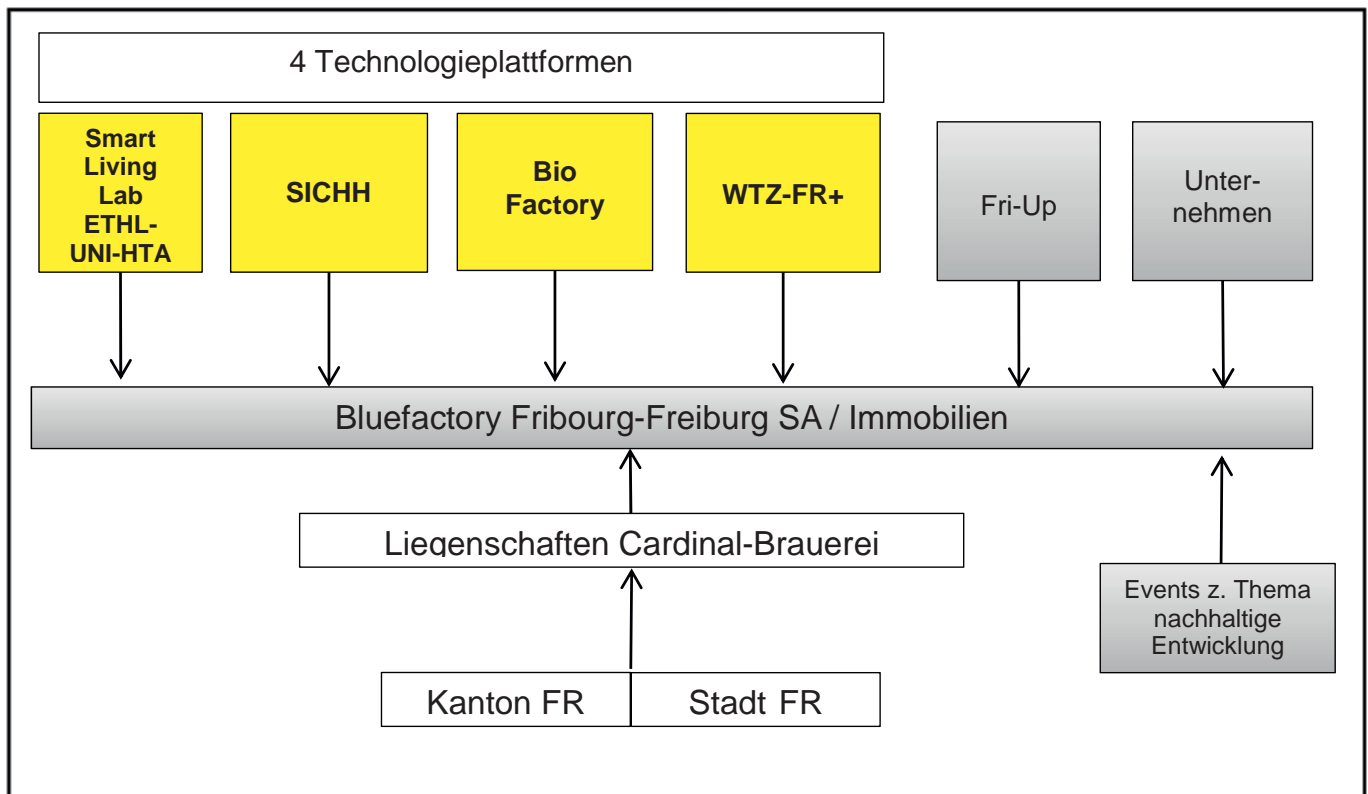 4 Technologieplattformen
Smart
Living
Lab
ETHL-
UNI-HTA
SICHH
Bio
Factory
WTZ-FR+
Fri-Up
Unter-
nehmen
Bluefactory Fribourg-Freiburg SA / Immobilien
Liegenschaften Cardinal-Brauerei
Events z. Thema
nachhaltige
Entwicklung
Kanton FR
Stadt FR